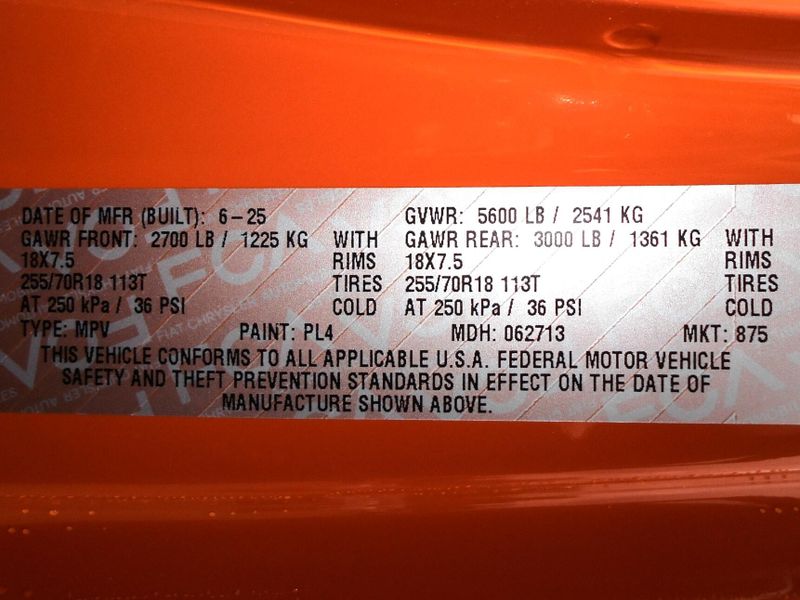 DATE OF MFR (BUILT): 6-25 GVWR: 5600 LB / 2541 KG
GAWR FRONT: 2700 LB / 1225 KG WITH GAWR REAR: 3000 LB / 1361 KG WITH
18X7.5 RIMS 18X7.5 RIMS
255/70R18 113T TIRES 255/70R18 113T TIRES
AT 250 kPa / 36 PSI COLD AT 250 kPa / 36 PSI COLD
TYPE: MPV PAINT: PL4 MDH: 062713 MKT: 875
THIS VEHICLE CONFORMS TO ALL APPLICABLE U.S.A. FEDERAL MOTOR VEHICLE
SAFETY AND THEFT PREVENTION STANDARDS IN EFFECT ON THE DATE OF
MANUFACTURE SHOWN ABOVE.